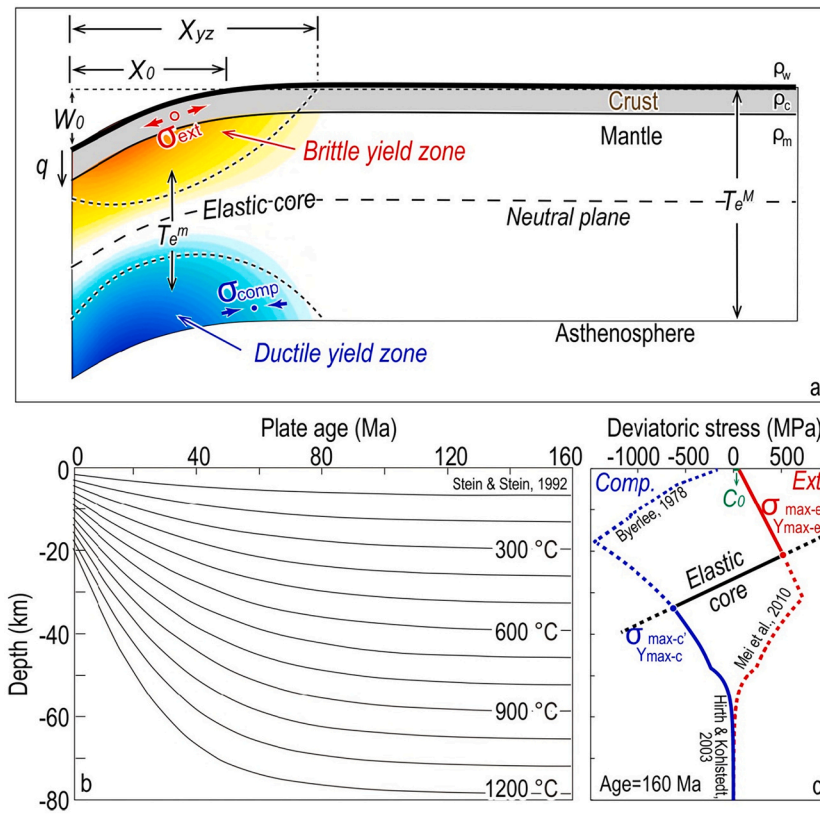 Xyz
X0
ρw
Crust
ρc
W0
σext
Mantle
ρm
q
Brittle yield zone
Elastic core
Neutral plane
TeM
Tem
σcomp
Asthenosphere
Ductile yield zone
a
Plate age (Ma)
0 40 80 120 160
Stein & Stein, 1992
300 °C
600 °C
900 °C
1200 °C
Depth (km)
0
-20
-40
-60
-80
b
Deviatoric stress (MPa)
-1000 -500 0 500
Comp.
Ext
C0
Byerlee, 1978
σ max-e
Ymax-e
Elastic
core
σ max-c'
Ymax-c
Mei et al., 2010
Hirth & Kohlstedt,
2003
Age=160 Ma